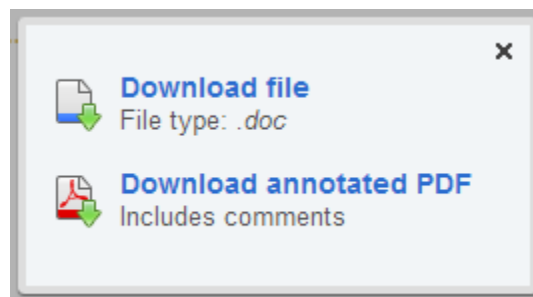 Download file
File type: .doc
Download annotated PDF
Includes comments